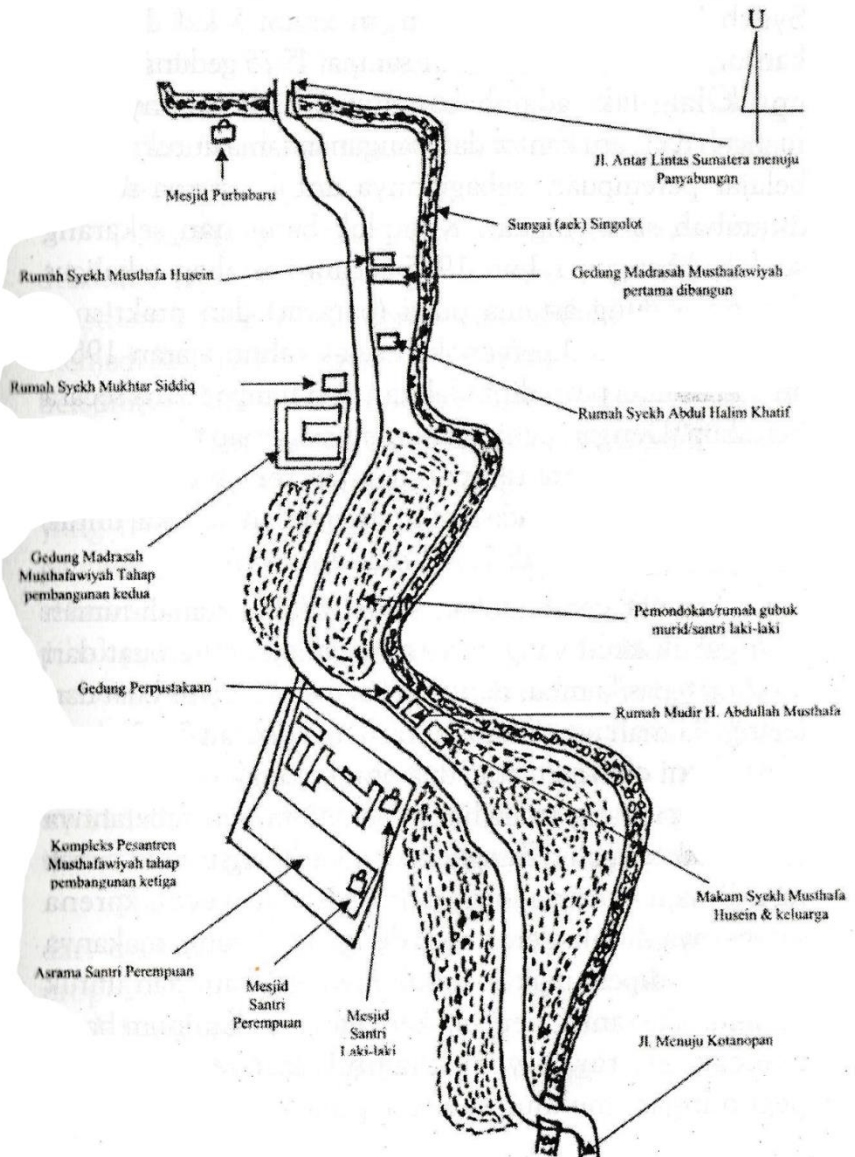 U
Jl. Antar Lintas Sumatera menuju
Panyabungan
Mesjid Purbabaru
Sungai (aek) Singolot
Rumah Syekh Musthafa Husein
Gedung Madrasah Musthafawiyah
pertama dibangun
Rumah Syekh Mukhtar Siddiq
Rumah Syekh Abdul Halim Khatif
Gedung Madrasah
Musthafawiyah Tahap
pembangunan kedua
Pemondokan/rumah gubuk
murid/santri laki-laki
Gedung Perpustakaan
Rumah Mudir H. Abdullah Musthafa
Kompleks Pesantren
Musthafawiyah tahap
pembangunan ketiga
Makam Syekh Musthafa
Husein & keluarga
Asrama Santri Perempuan
Mesjid
Santri
Perempuan
Mesjid
Santri
Laki-laki
Jl. Menuju Kotanopan